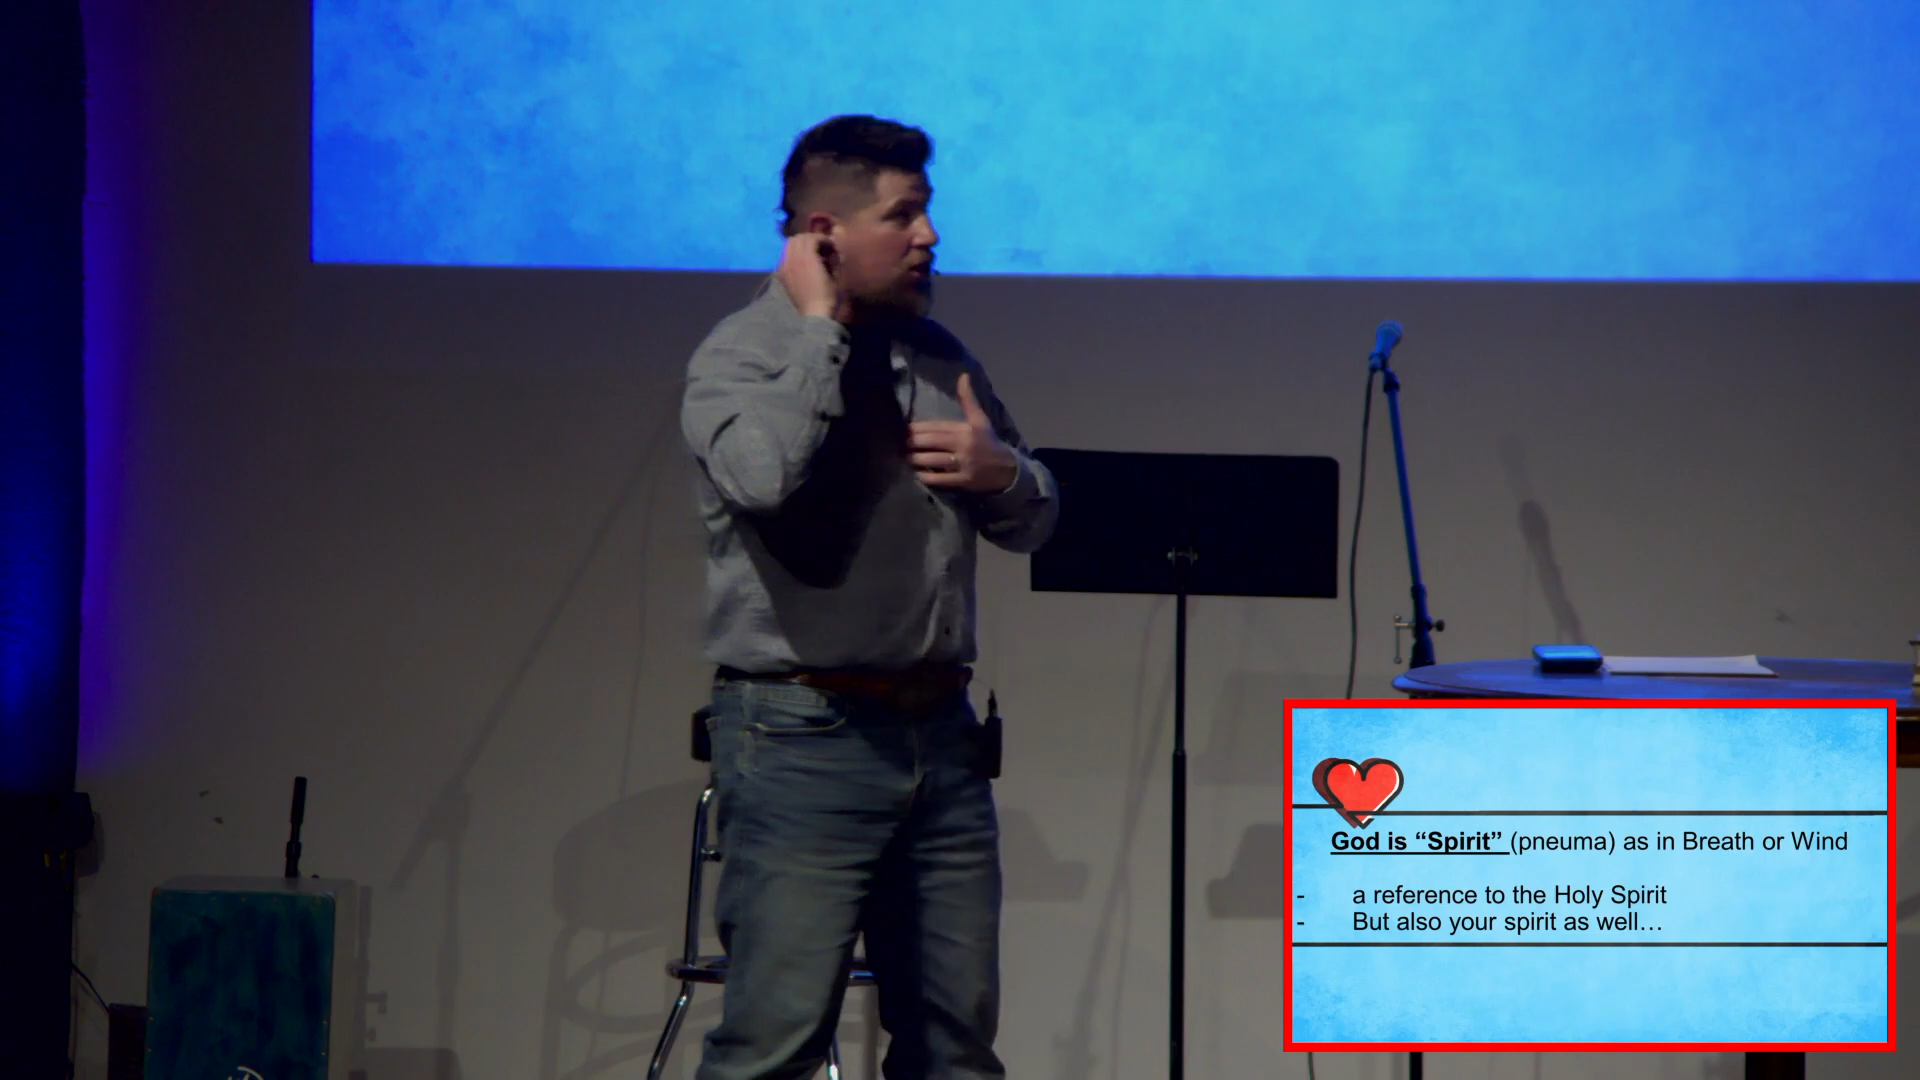 God is “Spirit” (pneuma) as in Breath or Wind
- a reference to the Holy Spirit
- But also your spirit as well…